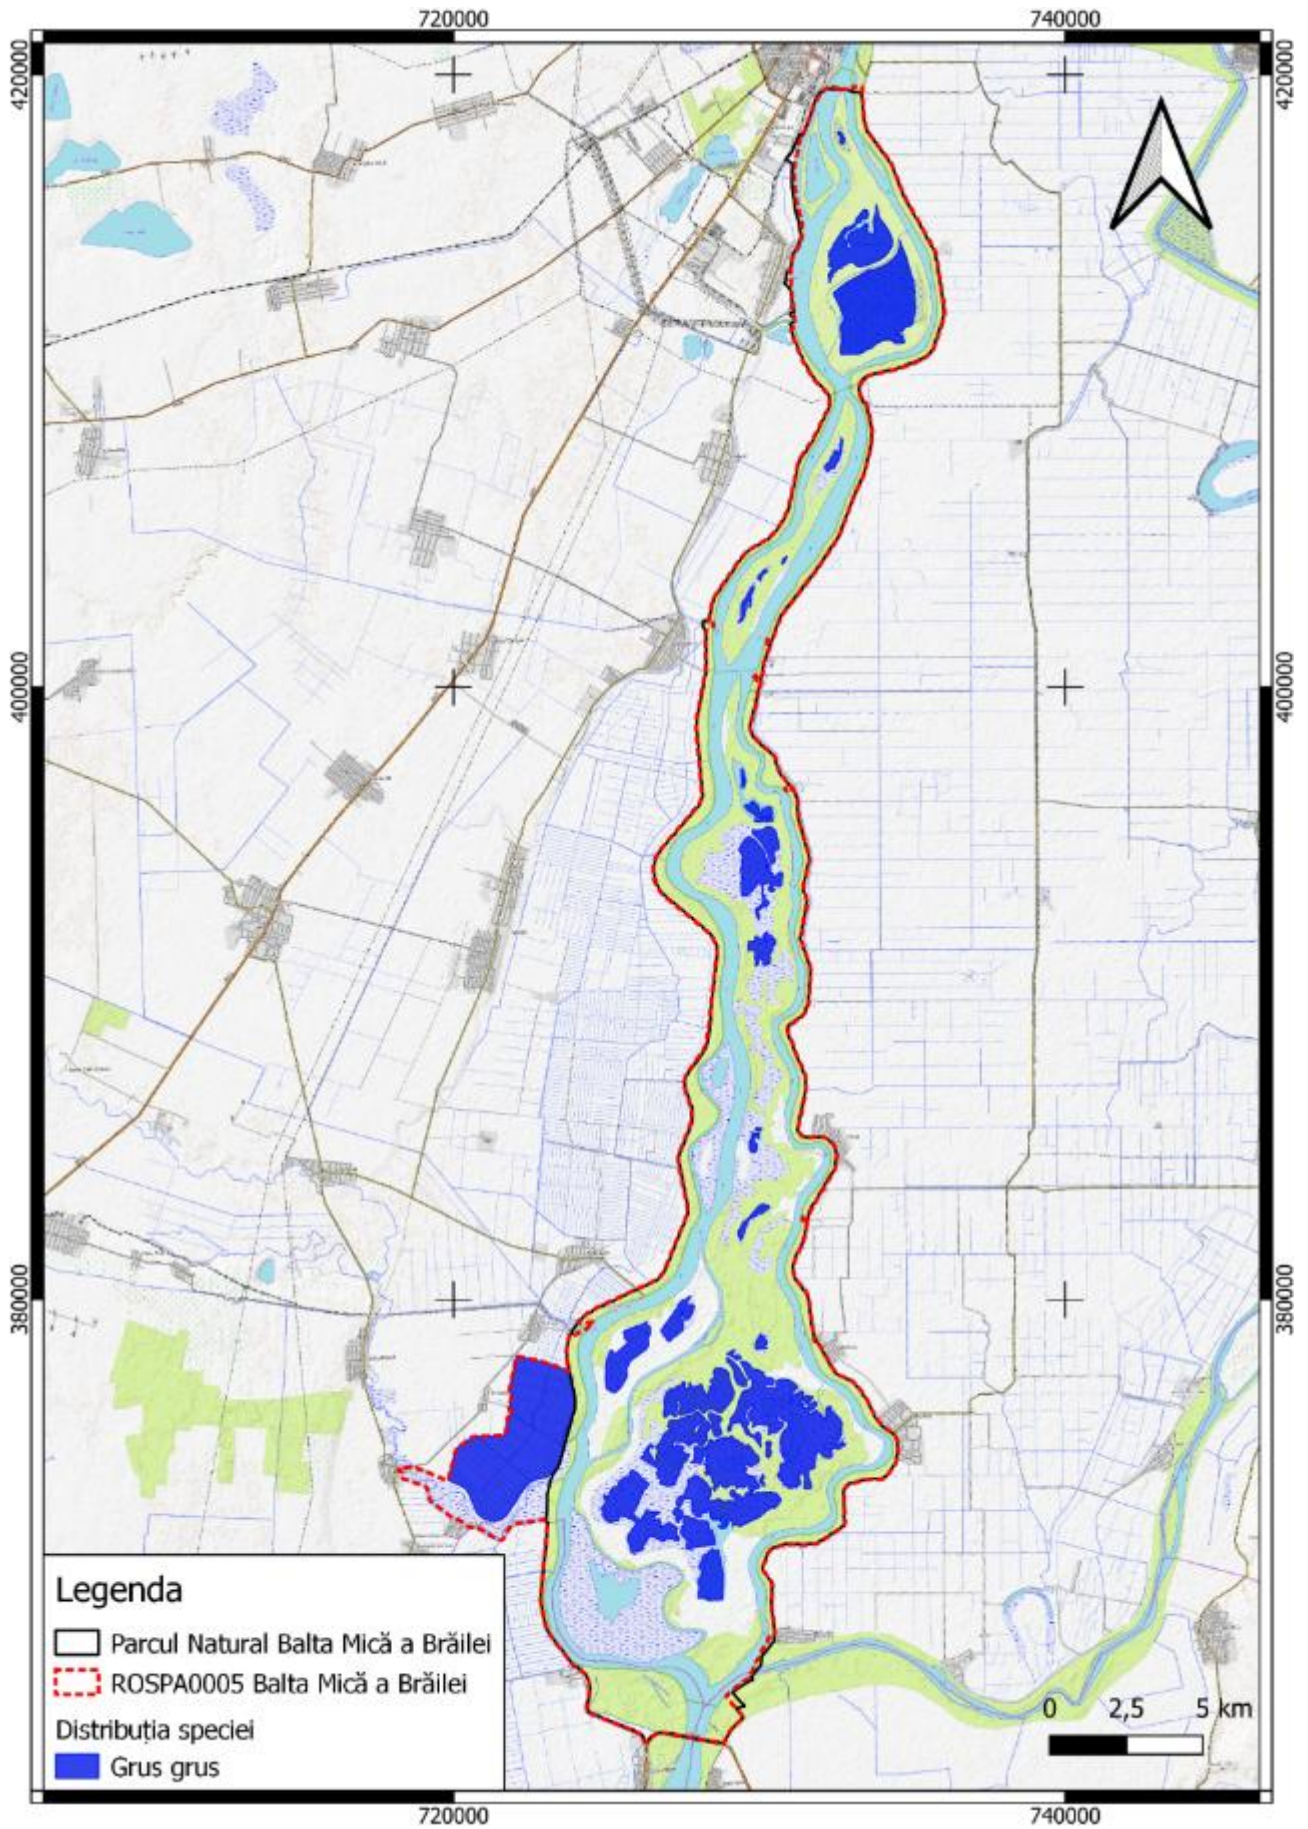 720000
740000
420000
420000
400000
400000
380000
380000
Legenda
Parcul Natural Balta Mică a Brăilei
ROSPA0005 Balta Mică a Brăilei
Distribuția speciei
Grus grus
0 2,5 5 km
720000
740000